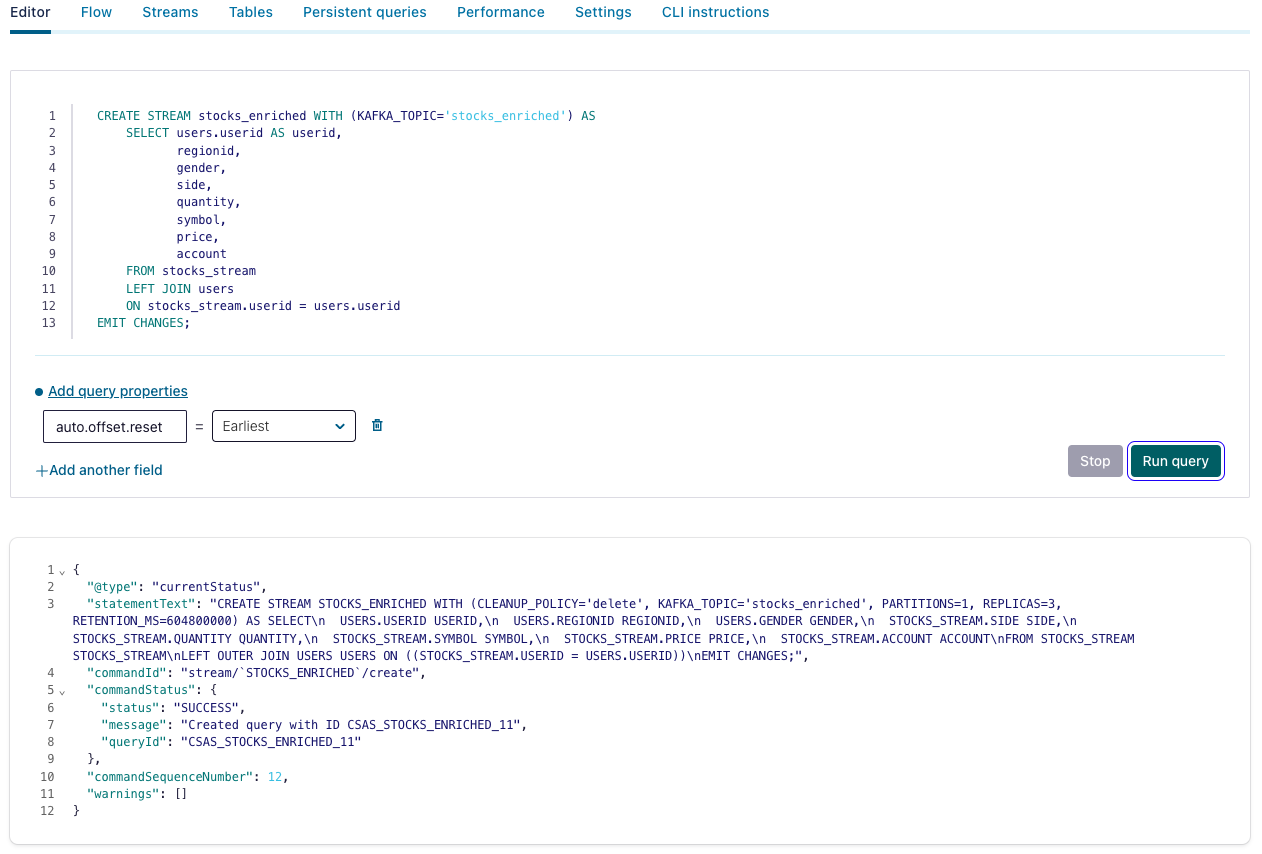 Editor Flow Streams Tables Persistent queries Performance Settings CLI instructions
1 CREATE STREAM stocks_enriched WITH (KAFKA_TOPIC='stocks_enriched') AS
2 SELECT users.userid AS userid,
3 regionid,
4 gender,
5 side,
6 quantity,
7 symbol,
8 price,
9 account
10 FROM stocks_stream
11 LEFT JOIN users
12 ON stocks_stream.userid = users.userid
13 EMIT CHANGES;
Add query properties
auto.offset.reset = Earliest
+Add another field
Stop Run query
1 {
2 "@type": "currentStatus",
3 "statementText": "CREATE STREAM STOCKS_ENRICHED WITH (CLEANUP_POLICY='delete', KAFKA_TOPIC='stocks_enriched', PARTITIONS=1, REPLICAS=3,
RETENTION_MS=604800000) AS SELECT\n  USERS.USERID USERID,\n  USERS.REGIONID REGIONID,\n  USERS.GENDER GENDER,\n  STOCKS_STREAM.SIDE SIDE,\n
STOCKS_STREAM.QUANTITY QUANTITY,\n  STOCKS_STREAM.SYMBOL SYMBOL,\n  STOCKS_STREAM.PRICE PRICE,\n  STOCKS_STREAM.ACCOUNT ACCOUNT\nFROM STOCKS_STREAM
STOCKS_STREAM\nLEFT OUTER JOIN USERS USERS ON ((STOCKS_STREAM.USERID = USERS.USERID))\nEMIT CHANGES;",
4 "commandId": "stream/`STOCKS_ENRICHED`/create",
5 "commandStatus": {
6 "status": "SUCCESS",
7 "message": "Created query with ID CSAS_STOCKS_ENRICHED_11",
8 "queryId": "CSAS_STOCKS_ENRICHED_11"
9 },
10 "commandSequenceNumber": 12,
11 "warnings": []
12 }